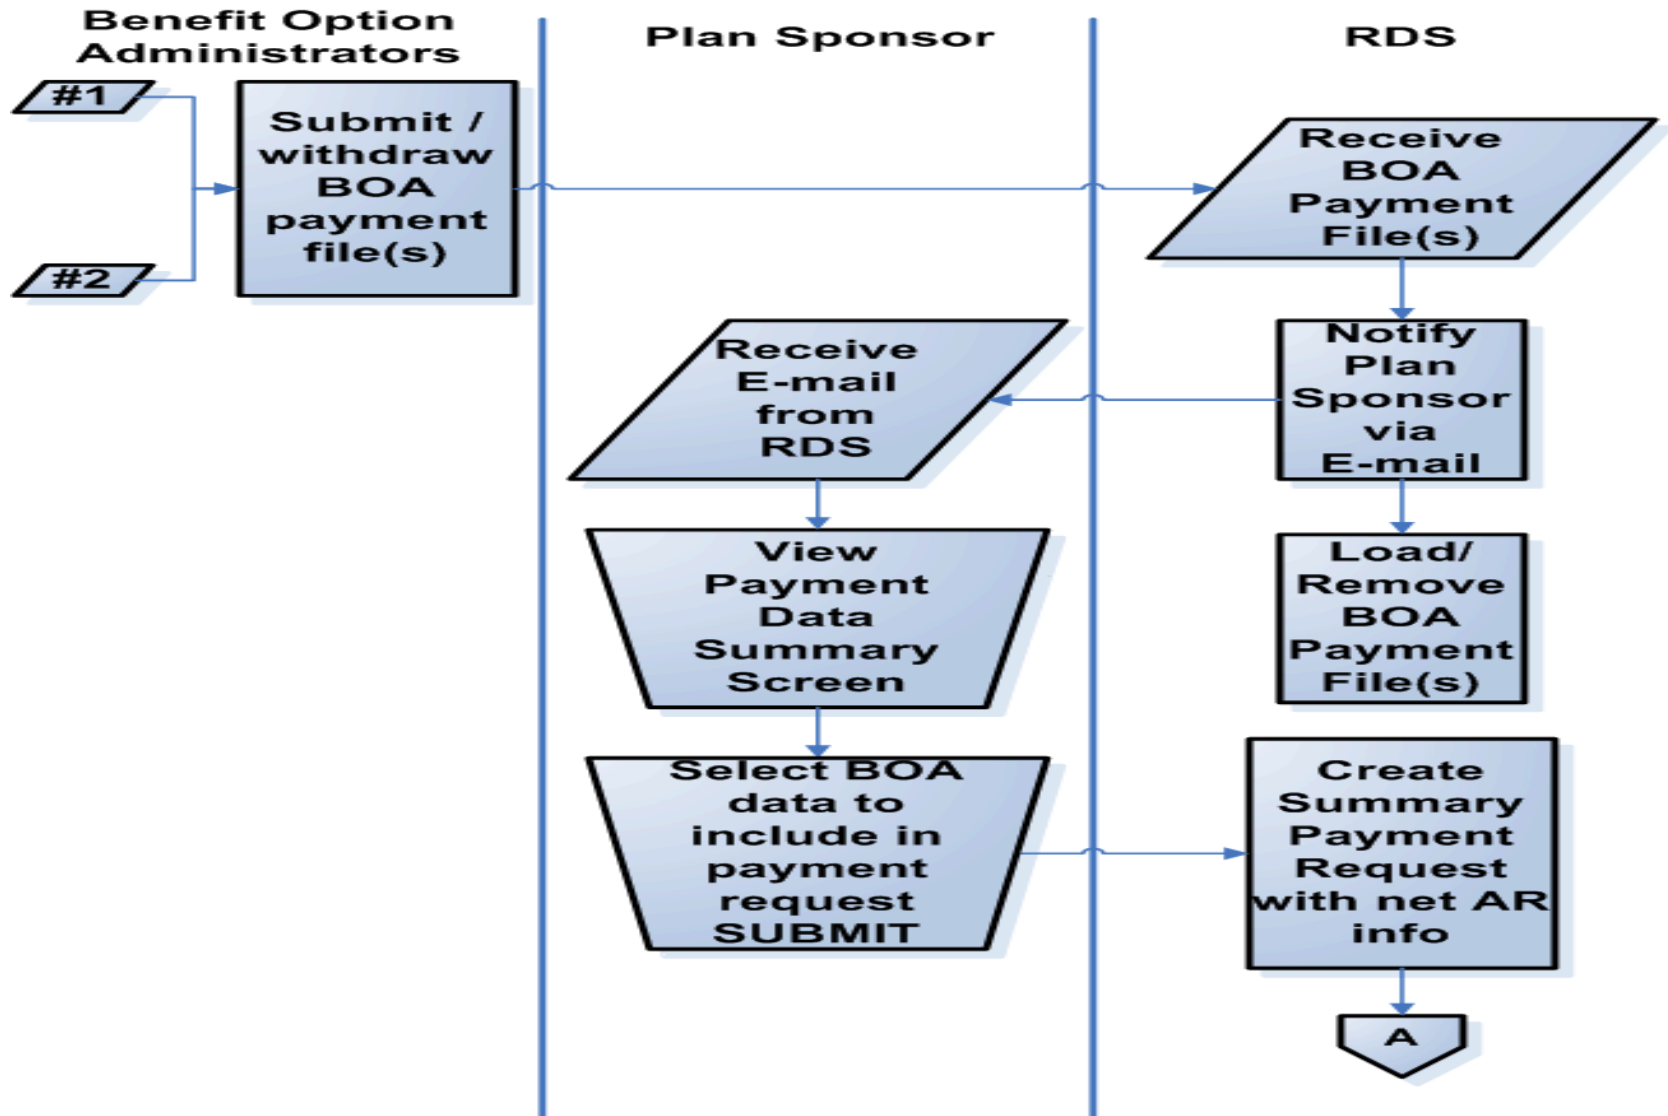 Benefit Option
Administrators
Plan Sponsor
RDS
#1
#2
Submit /
withdraw
BOA
payment
file(s)
Receive
BOA
Payment
File(s)
Notify
Plan
Sponsor
via
E-mail
Receive
E-mail
from
RDS
Load/
Remove
BOA
Payment
File(s)
View
Payment
Data
Summary
Screen
Select BOA
data to
include in
payment
request
SUBMIT
Create
Summary
Payment
Request
with net AR
info
A